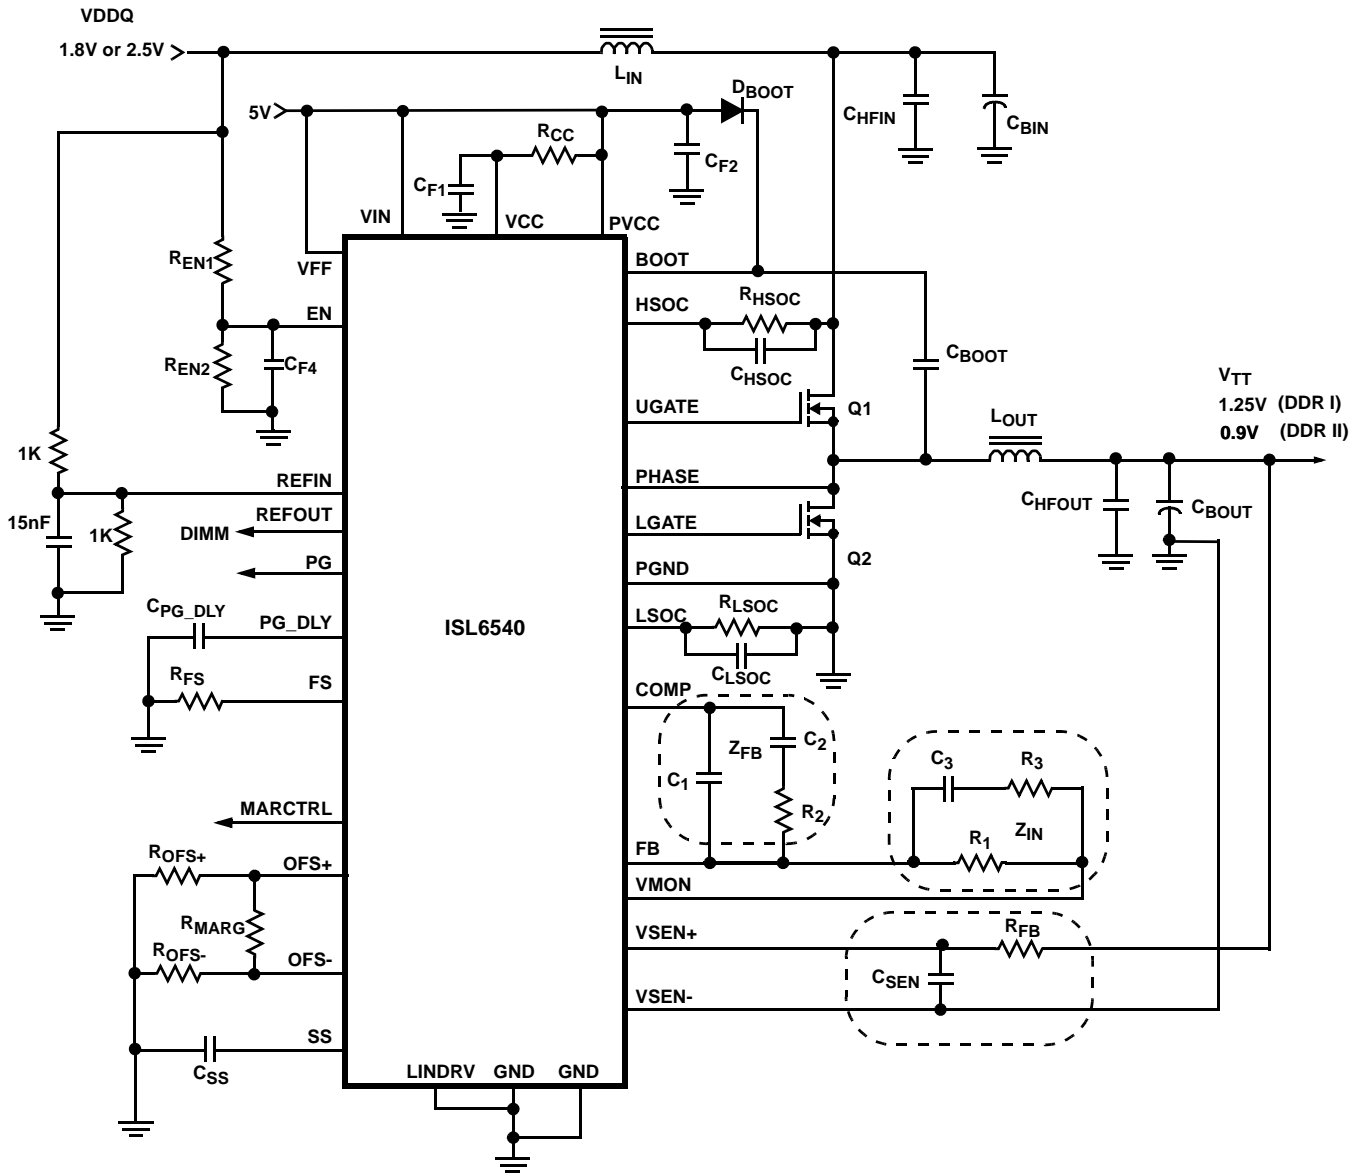 VDDQ
1.8V or 2.5V
LIN
5V
DBOOT
CHFIN
CBIN
RCC
CF1
CF2
VIN
VCC
PVCC
VFF
REN1
EN
REN2
CF4
BOOT
HSOC
RHSOC
CHSOC
CBOOT
UGATE
Q1
VTT
1.25V (DDR I)
0.9V (DDR II)
LOUT
1K
REFIN
PHASE
CHFOUT
CBOUT
15nF
1K
REFOUT
DIMM
LGATE
Q2
PG
PGND
CPG_DLY
PG_DLY
ISL6540
LSOC
RLSOC
CLSOC
RFS
FS
COMP
ZFB
C2
C1
R2
C3
R3
ZIN
R1
MARCTRL
FB
VMON
ROFS+
OFS+
RMARG
ROFS-
OFS-
VSEN+
RFB
CSEN
VSEN-
SS
CSS
LINDRV
GND
GND